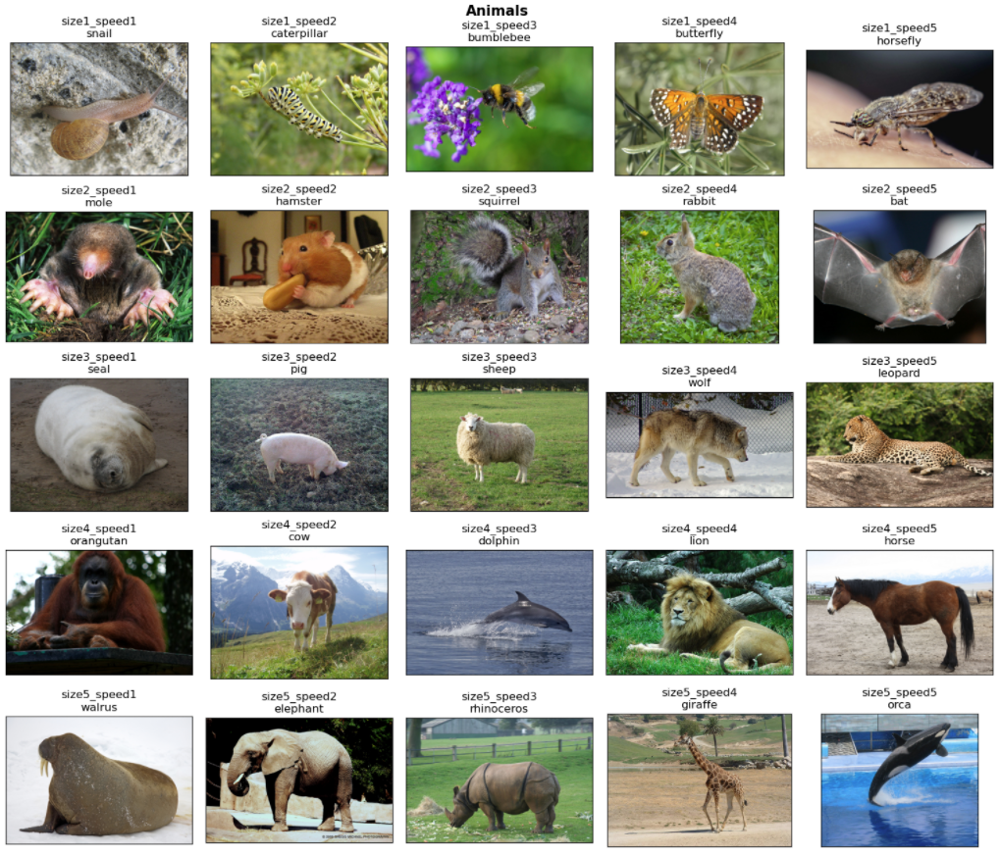 Animals
size1_speed1
snail
size1_speed2
caterpillar
size1_speed3
bumblebee
size1_speed4
butterfly
size1_speed5
horsefly
size2_speed1
mole
size2_speed2
hamster
size2_speed3
squirrel
size2_speed4
rabbit
size2_speed5
bat
size3_speed1
seal
size3_speed2
pig
size3_speed3
sheep
size3_speed4
wolf
size3_speed5
leopard
size4_speed1
orangutan
size4_speed2
cow
size4_speed3
dolphin
size4_speed4
lion
size4_speed5
horse
size5_speed1
walrus
size5_speed2
elephant
size5_speed3
rhinoceros
size5_speed4
giraffe
size5_speed5
orca